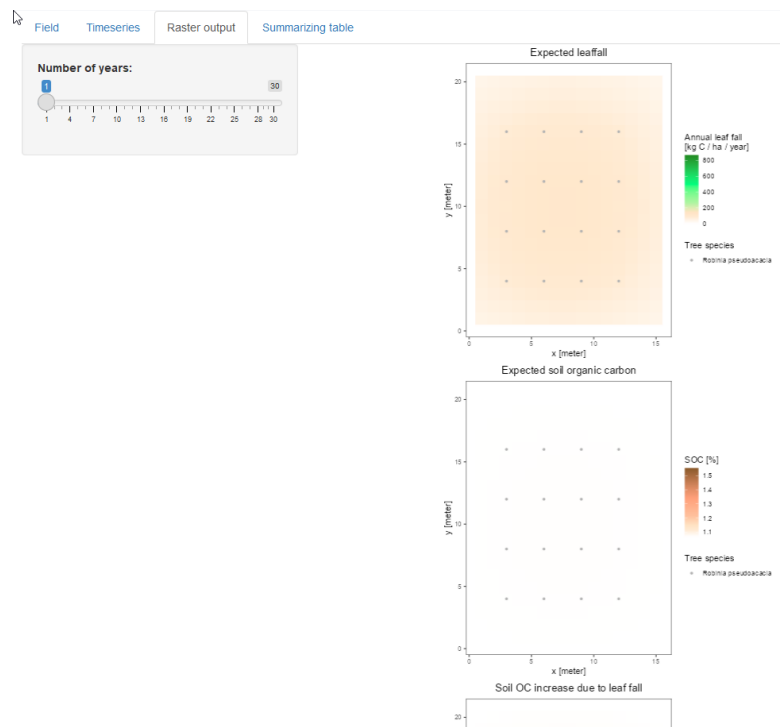 Field Timeseries Raster output Summarizing table
Number of years:
1 30
1 4 7 10 13 16 19 22 25 28 30
Expected leaffall
20
15
10
5
0
y [meter]
0 5 10 15
x [meter]
Annual leaf fall
[kg C / ha / year]
800
600
400
200
0
Tree species
Robinia pseudoacacia
Expected soil organic carbon
20
15
10
5
0
y [meter]
0 5 10 15
x [meter]
SOC [%]
1.5
1.4
1.3
1.2
1.1
Tree species
Robinia pseudoacacia
Soil OC increase due to leaf fall
20